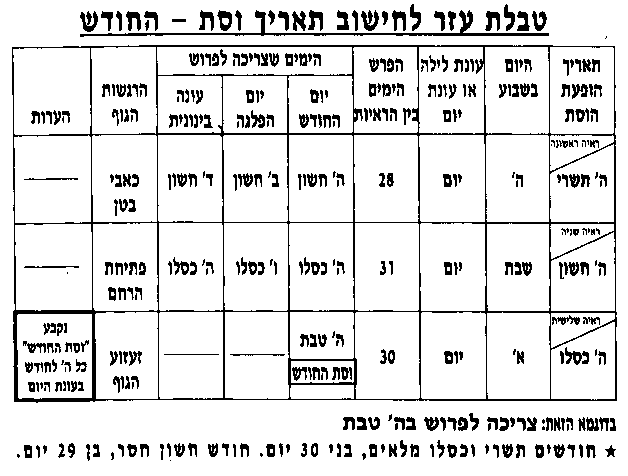 טבלת עזר לחישוב תאריך וסת – החודש
תאריך הופעת הוסת | היום בשבוע | עונת לילה או עונת יום | הפרש הימים בין הראיות | הימים שצריכה לפרוש | הרגשות הגוף | הערות
יום החודש | יום הפלגה | עונה בינונית
ראיה ראשונה
ה' תשרי | ה' | יום | 28 | ה' חשון | ב' חשון | ד' חשון | כאבי בטן | —
ראיה שניה
ה' חשון | שבת | יום | 31 | ה' כסלו | ו' כסלו | ה' כסלו | פתיחת הרחם | —
ראיה שלישית
ה' כסלו | א' | יום | 30 | ה' טבת | — | — | זעזוע הגוף | נקבע "וסת החודש" כל ה' לחודש בעונת היום
וסת החודש
בדוגמא הזאת: צריכה לפרוש בה' טבת
★ חודשים תשרי וכסלו מלאים, בני 30 יום. חודש חשון חסר, בן 29 יום.